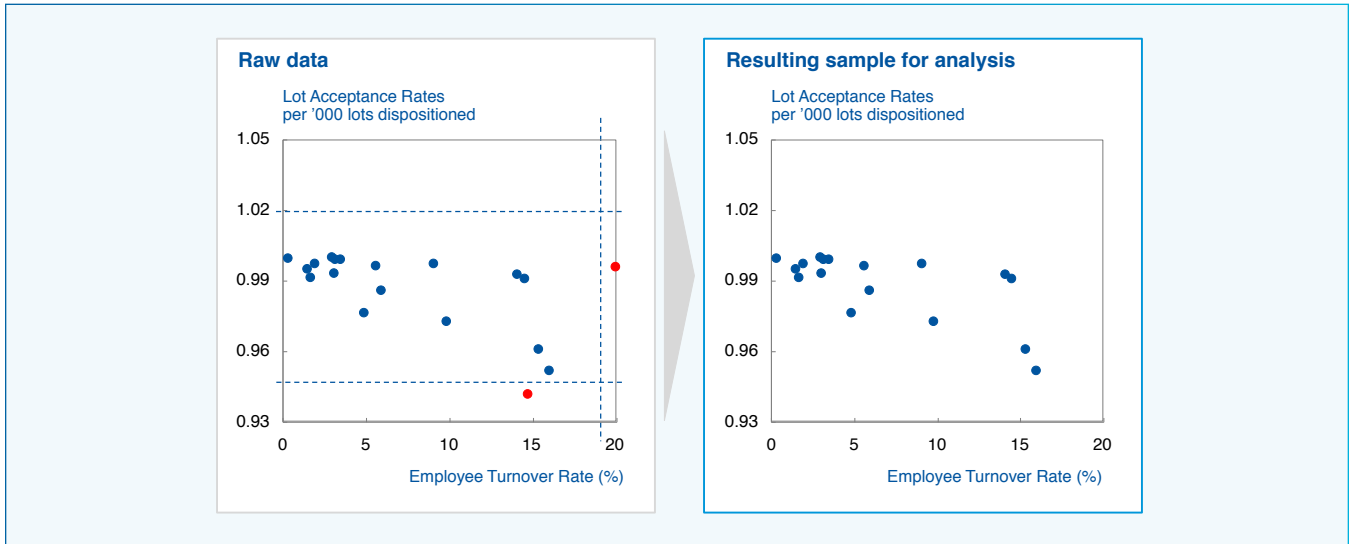 Raw data
Lot Acceptance Rates
per '000 lots dispositioned
1.05
1.02
0.99
0.96
0.93
0
5
10
15
20
Employee Turnover Rate (%)
Resulting sample for analysis
Lot Acceptance Rates
per '000 lots dispositioned
1.05
1.02
0.99
0.96
0.93
0
5
10
15
20
Employee Turnover Rate (%)